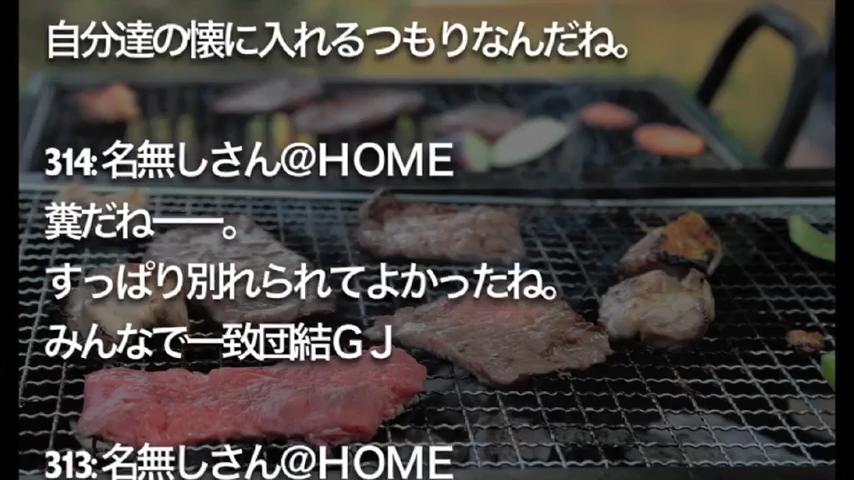 自分達の懐に入れるつもりなんだね。
314: 名無しさん＠ＨＯＭＥ
糞だね━━。
すっぱり別れられてよかったね。
みんなで一致団結ＧＪ
313: 名無しさん＠ＨＯＭＥ